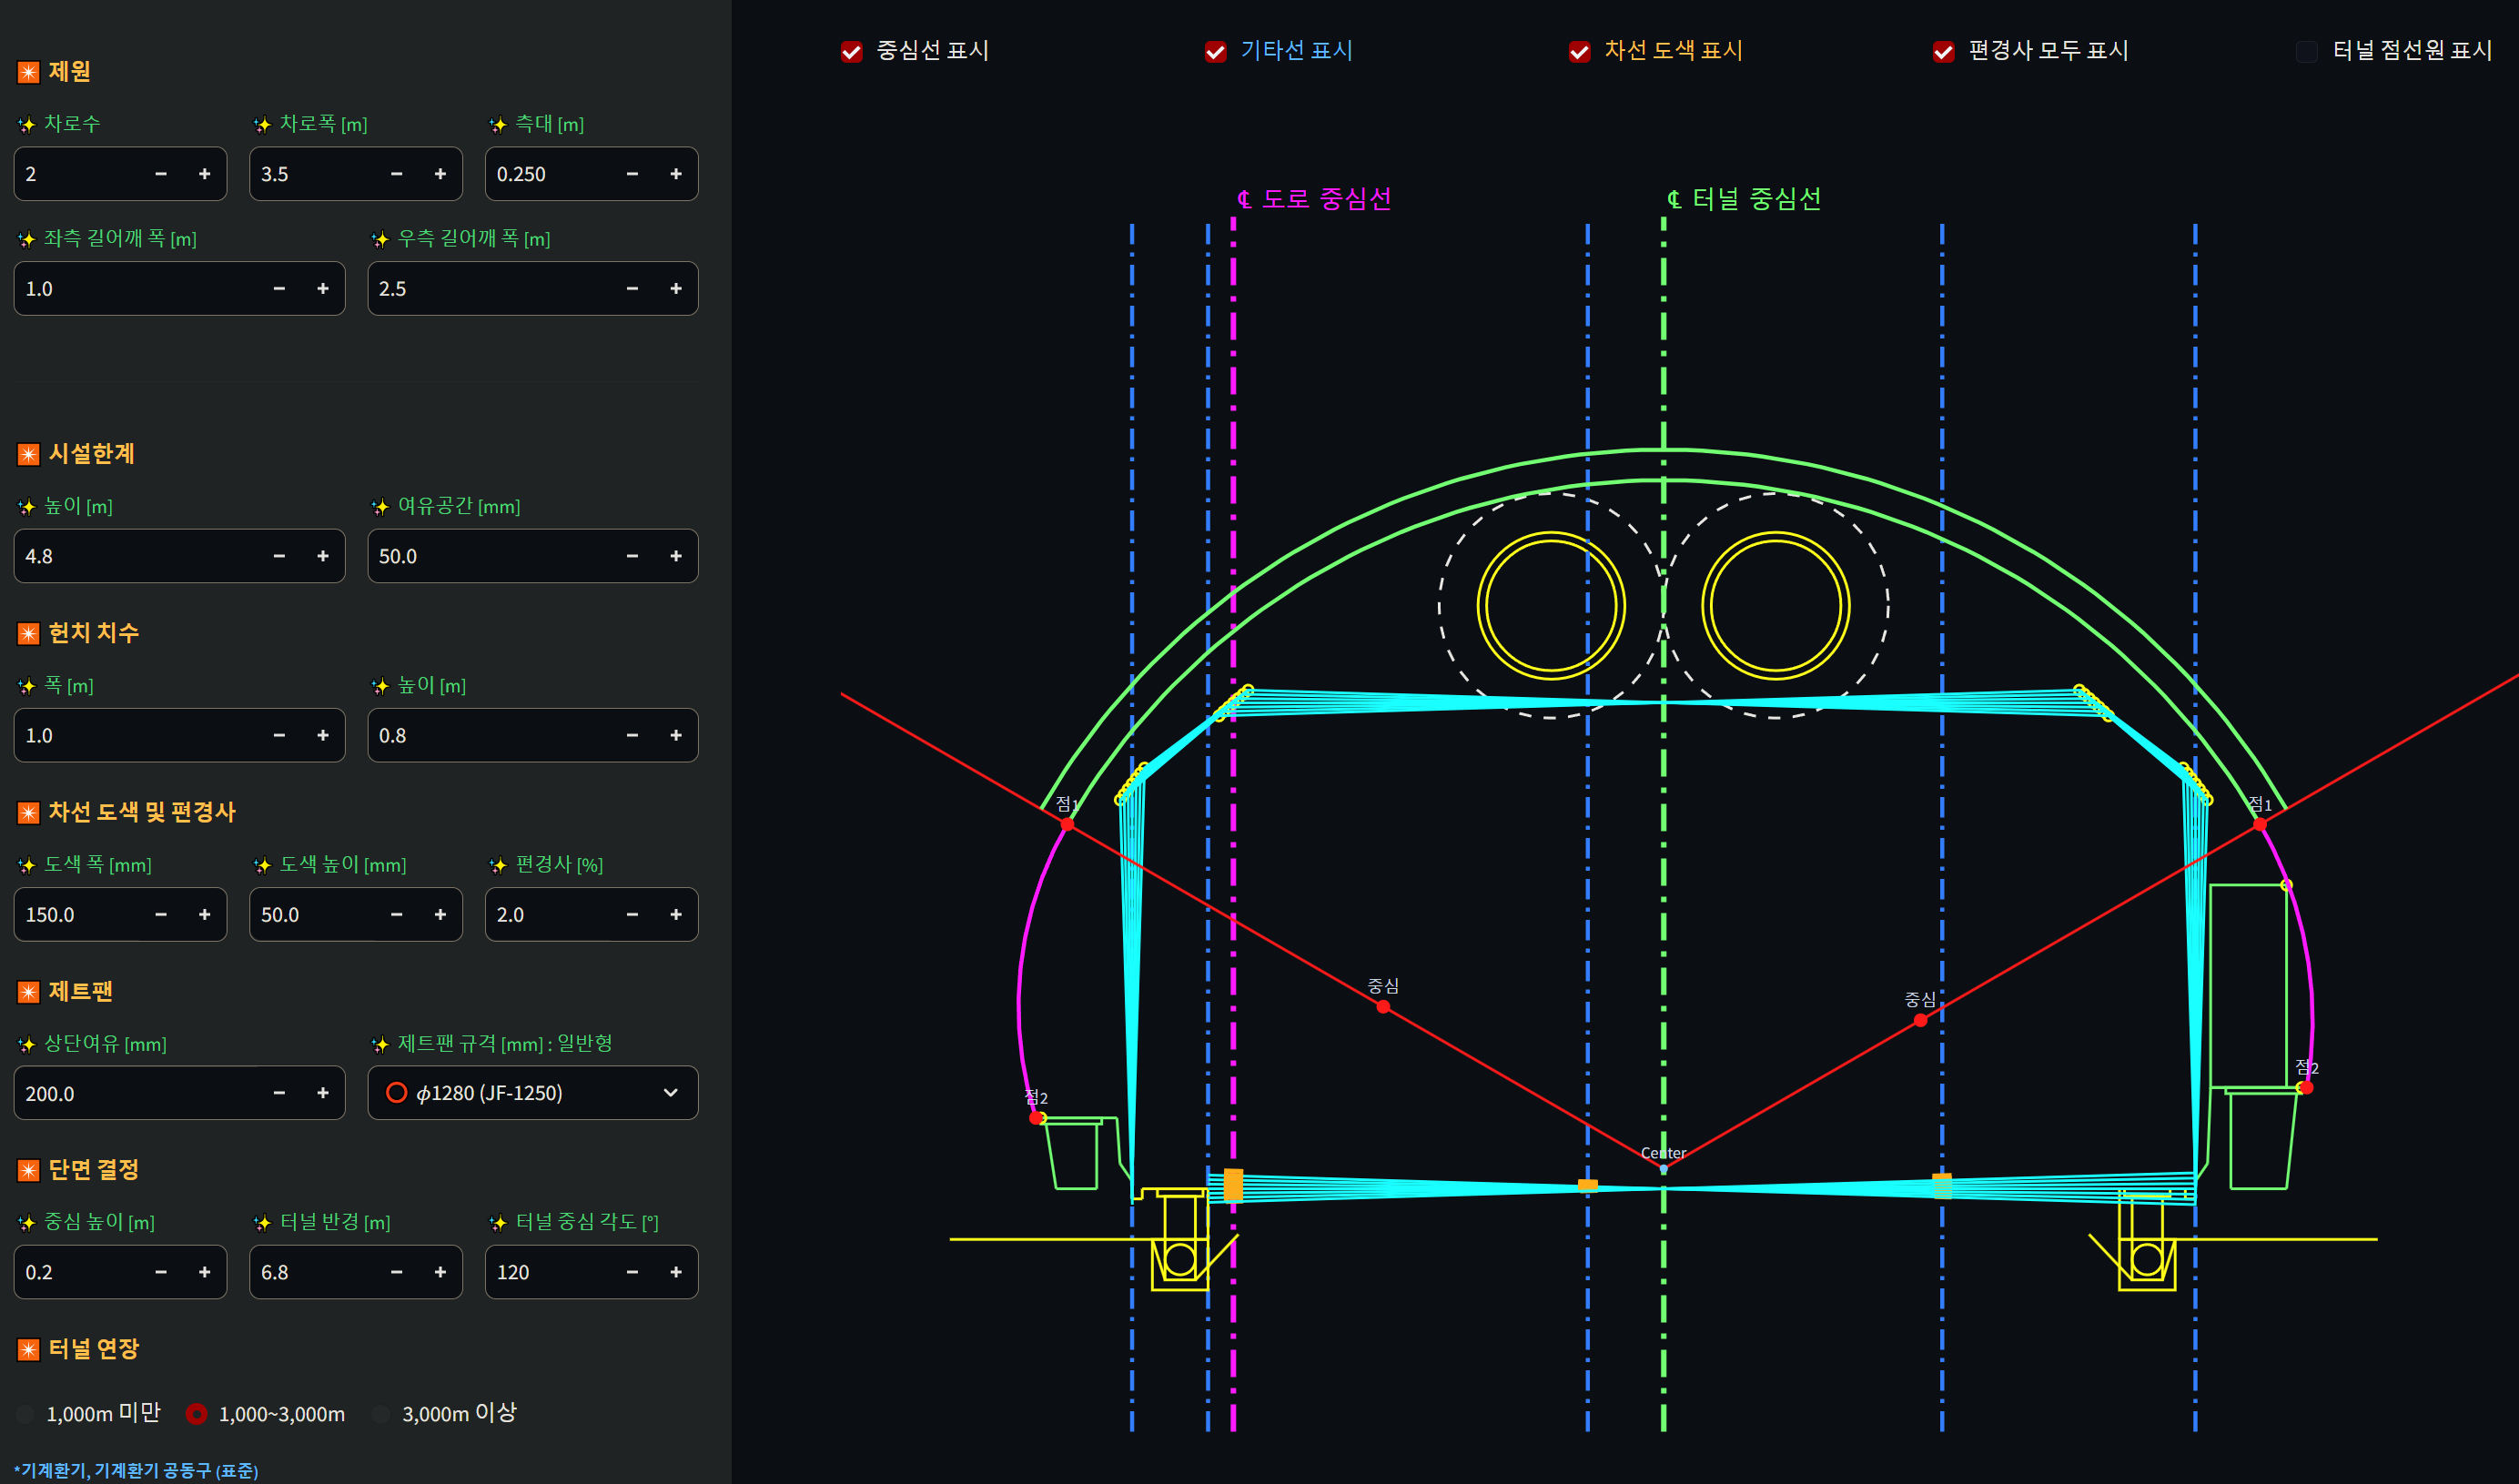 제원
차로수 차로폭 [m] 측대 [m]
2 3.5 0.250
좌측 길어깨 폭 [m] 우측 길어깨 폭 [m]
1.0 2.5
시설한계
높이 [m] 여유공간 [mm]
4.8 50.0
헌치 치수
폭 [m] 높이 [m]
1.0 0.8
차선 도색 및 편경사
도색 폭 [mm] 도색 높이 [mm] 편경사 [%]
150.0 50.0 2.0
제트팬
상단여유 [mm] 제트팬 규격 [mm] : 일반형
200.0 ϕ1280 (JF-1250)
단면 결정
중심 높이 [m] 터널 반경 [m] 터널 중심 각도 [°]
0.2 6.8 120
터널 연장
1,000m 미만 1,000~3,000m 3,000m 이상
*기계환기, 기계환기 공동구 (표준)
중심선 표시 기타선 표시 차선 도색 표시 편경사 모두 표시 터널 점선원 표시
℄ 도로 중심선 ℄ 터널 중심선
점1 점1
중심 중심
점2 점2
Center